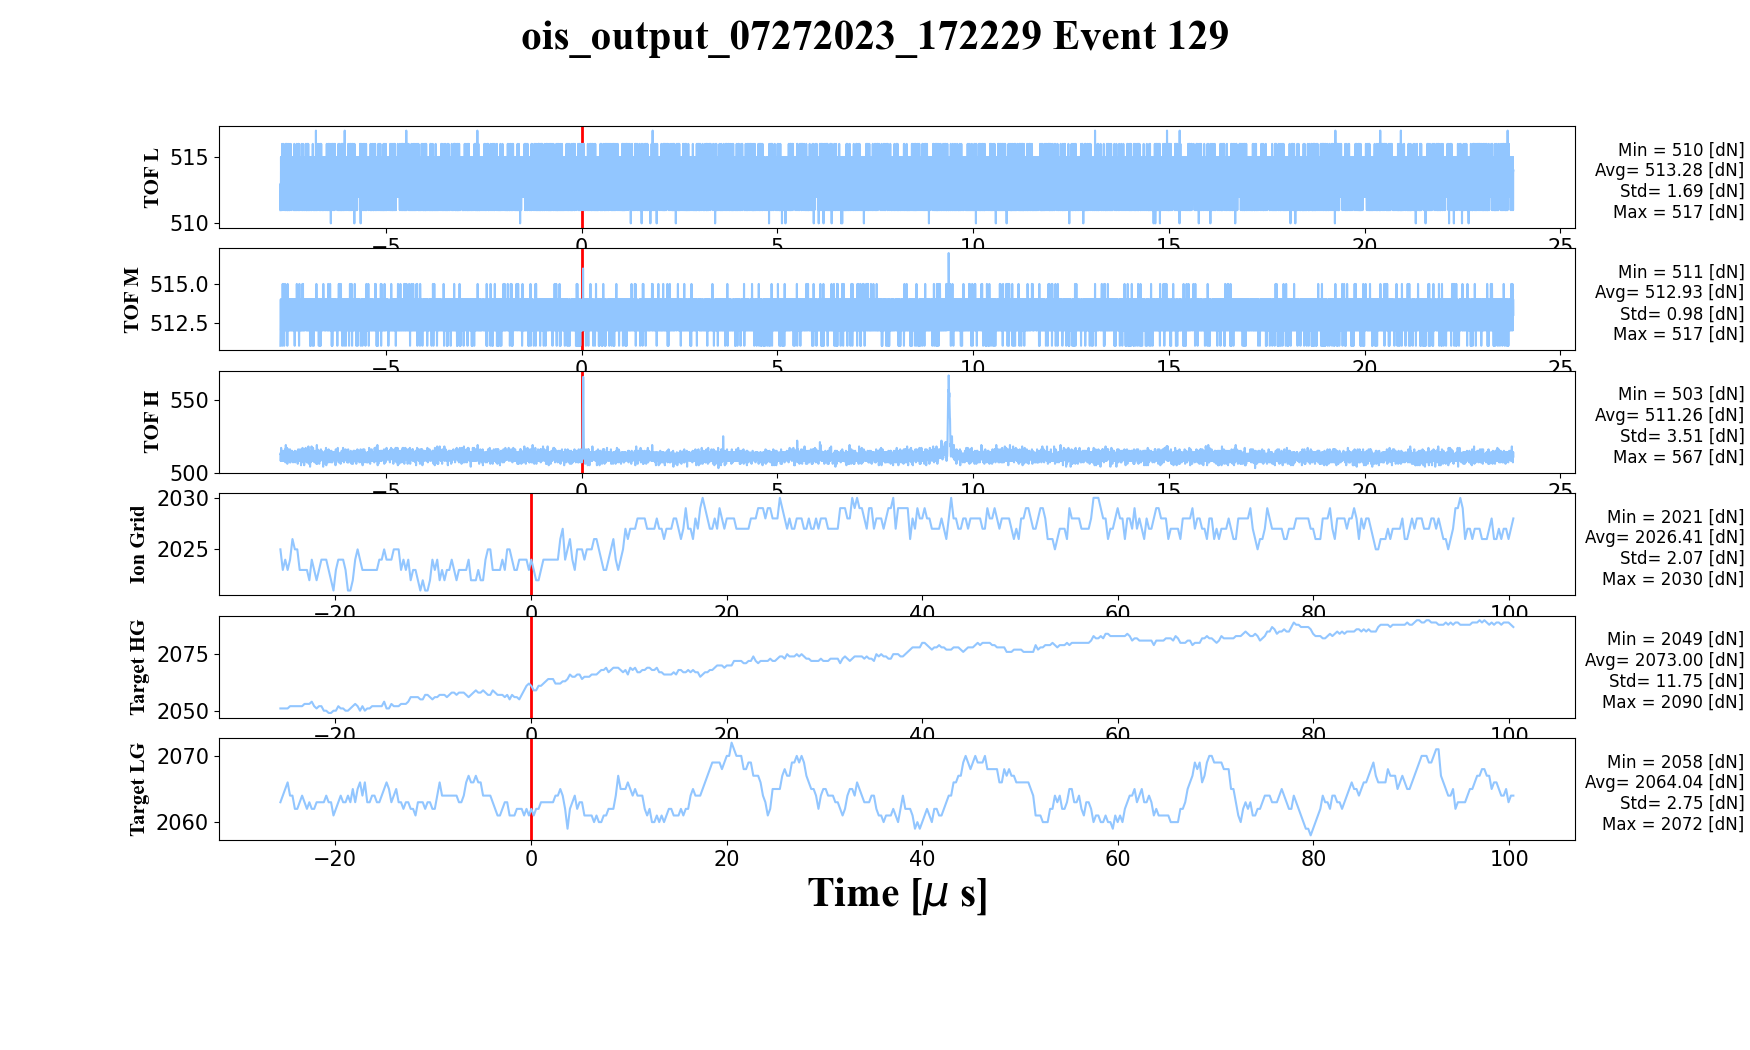 ois_output_07272023_172229 Event 129
TOF L
515
510
−5 0 5 10 15 20 25
Min = 510 [dN]
Avg= 513.28 [dN]
Std= 1.69 [dN]
Max = 517 [dN]
TOF M
515.0
512.5
−5 0 5 10 15 20 25
Min = 511 [dN]
Avg= 512.93 [dN]
Std= 0.98 [dN]
Max = 517 [dN]
TOF H
550
500
−5 0 5 10 15 20 25
Min = 503 [dN]
Avg= 511.26 [dN]
Std= 3.51 [dN]
Max = 567 [dN]
Ion Grid
2030
2025
−20 0 20 40 60 80 100
Min = 2021 [dN]
Avg= 2026.41 [dN]
Std= 2.07 [dN]
Max = 2030 [dN]
Target HG
2075
2050
−20 0 20 40 60 80 100
Min = 2049 [dN]
Avg= 2073.00 [dN]
Std= 11.75 [dN]
Max = 2090 [dN]
Target LG
2070
2060
−20 0 20 40 60 80 100
Min = 2058 [dN]
Avg= 2064.04 [dN]
Std= 2.75 [dN]
Max = 2072 [dN]
Time [μ s]